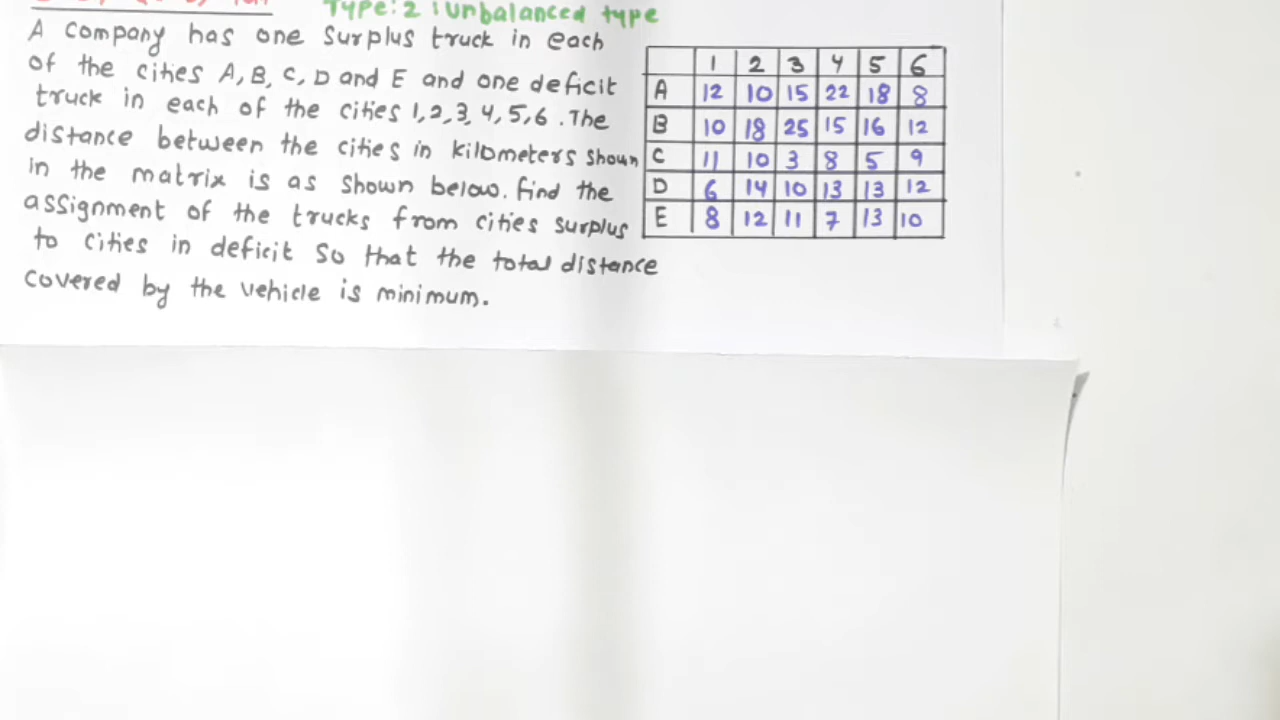 Type: 2 : Unbalanced type
A company has one surplus truck in each
of the cities A, B, C, D and E and one deficit
truck in each of the cities 1,2,3, 4,5,6 . The
distance between the cities in kilometers shown
in the matrix is as shown below. find the
assignment of the trucks from cities surplus
to cities in deficit So that the total distance
covered by the vehicle is minimum.
1 2 3 4 5 6
A 12 10 15 22 18 8
B 10 18 25 15 16 12
C 11 10 3 8 5 9
D 6 14 10 13 13 12
E 8 12 11 7 13 10